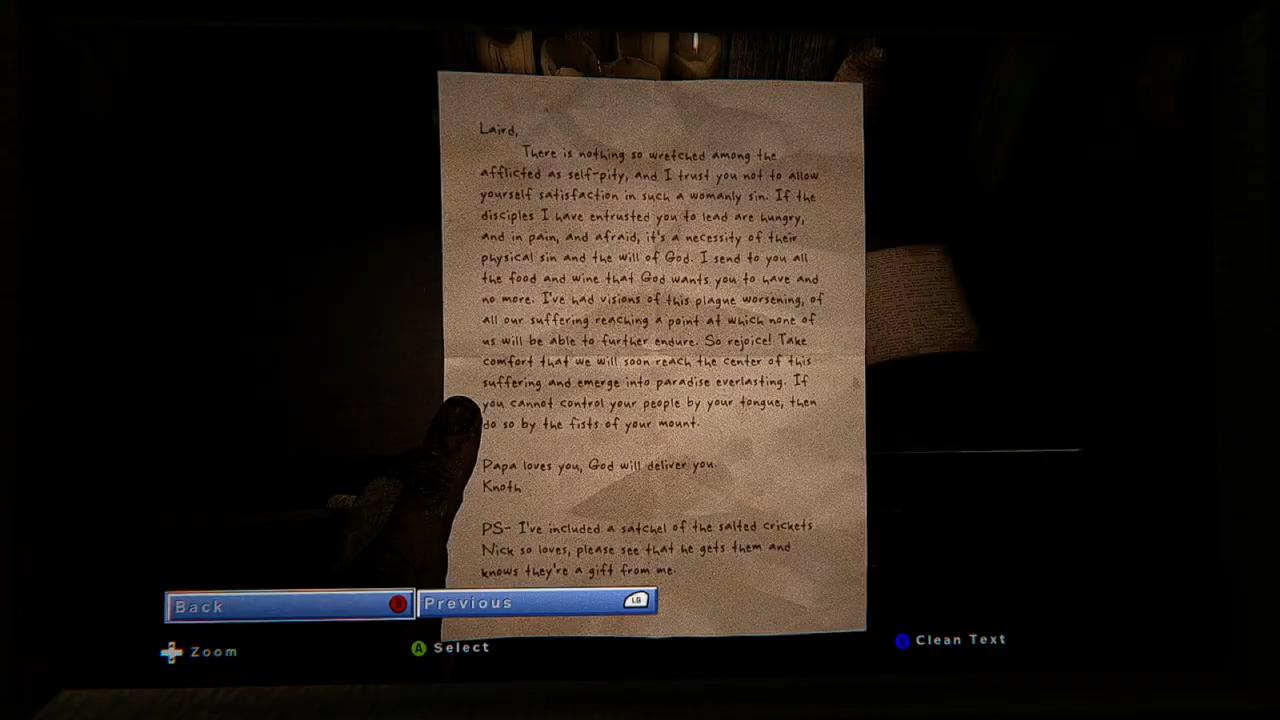 Laird,
There is nothing so wretched among the
afflicted as self-pity, and I trust you not to allow
yourself satisfaction in such a womanly sin. If the
disciples I have entrusted you to lead are hungry,
and in pain, and afraid, it's a necessity of their
physical sin and the will of God. I send to you all
the food and wine that God wants you to have and
no more. I've had visions of this plague worsening, of
all our suffering reaching a point at which none of
us will be able to further endure. So rejoice! Take
comfort that we will soon reach the center of this
suffering and emerge into paradise everlasting. If
you cannot control your people by your tongue, then
do so by the fists of your mount.
Papa loves you, God will deliver you.
Knoth
PS- I've included a satchel of the salted crickets
Nick so loves, please see that he gets them and
knows they're a gift from me.
Back B Previous LB
Zoom A Select X Clean Text